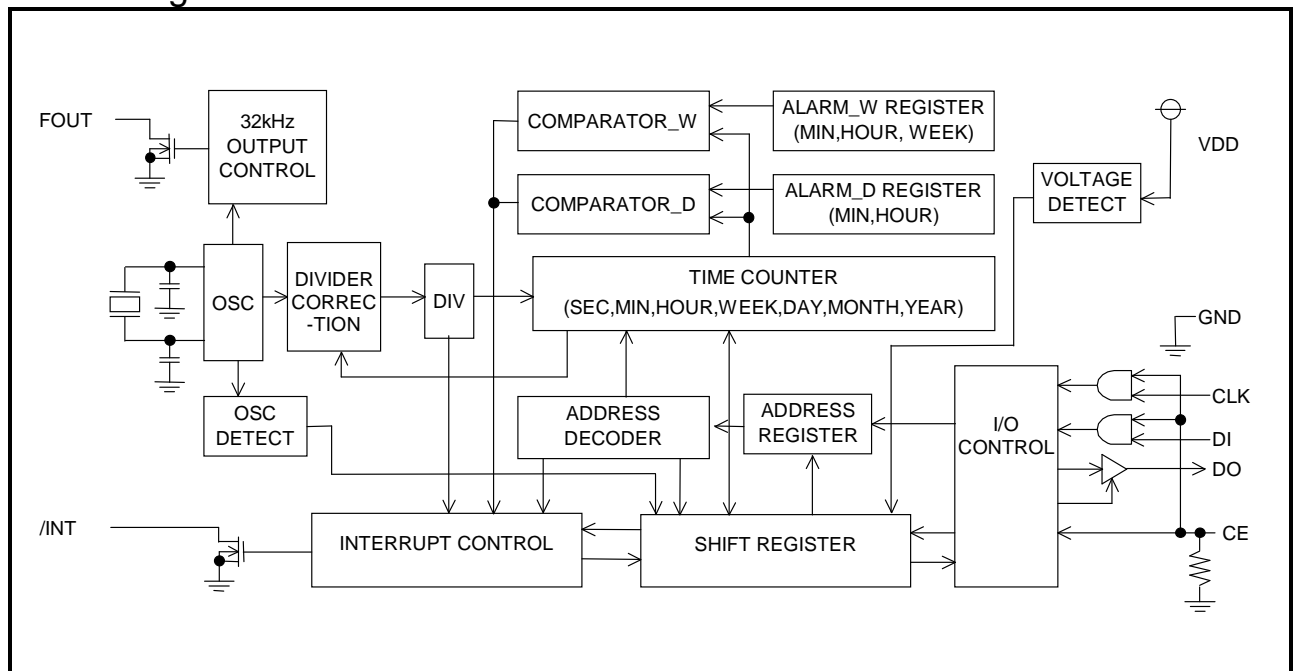 FOUT
32kHz
OUTPUT
CONTROL
COMPARATOR_W
ALARM_W REGISTER
(MIN,HOUR, WEEK)
VDD
COMPARATOR_D
ALARM_D REGISTER
(MIN,HOUR)
VOLTAGE
DETECT
OSC
DIVIDER
CORREC
-TION
DIV
TIME COUNTER
(SEC,MIN,HOUR,WEEK,DAY,MONTH,YEAR)
GND
OSC
DETECT
ADDRESS
DECODER
ADDRESS
REGISTER
I/O
CONTROL
CLK
DI
DO
/INT
INTERRUPT CONTROL
SHIFT REGISTER
CE